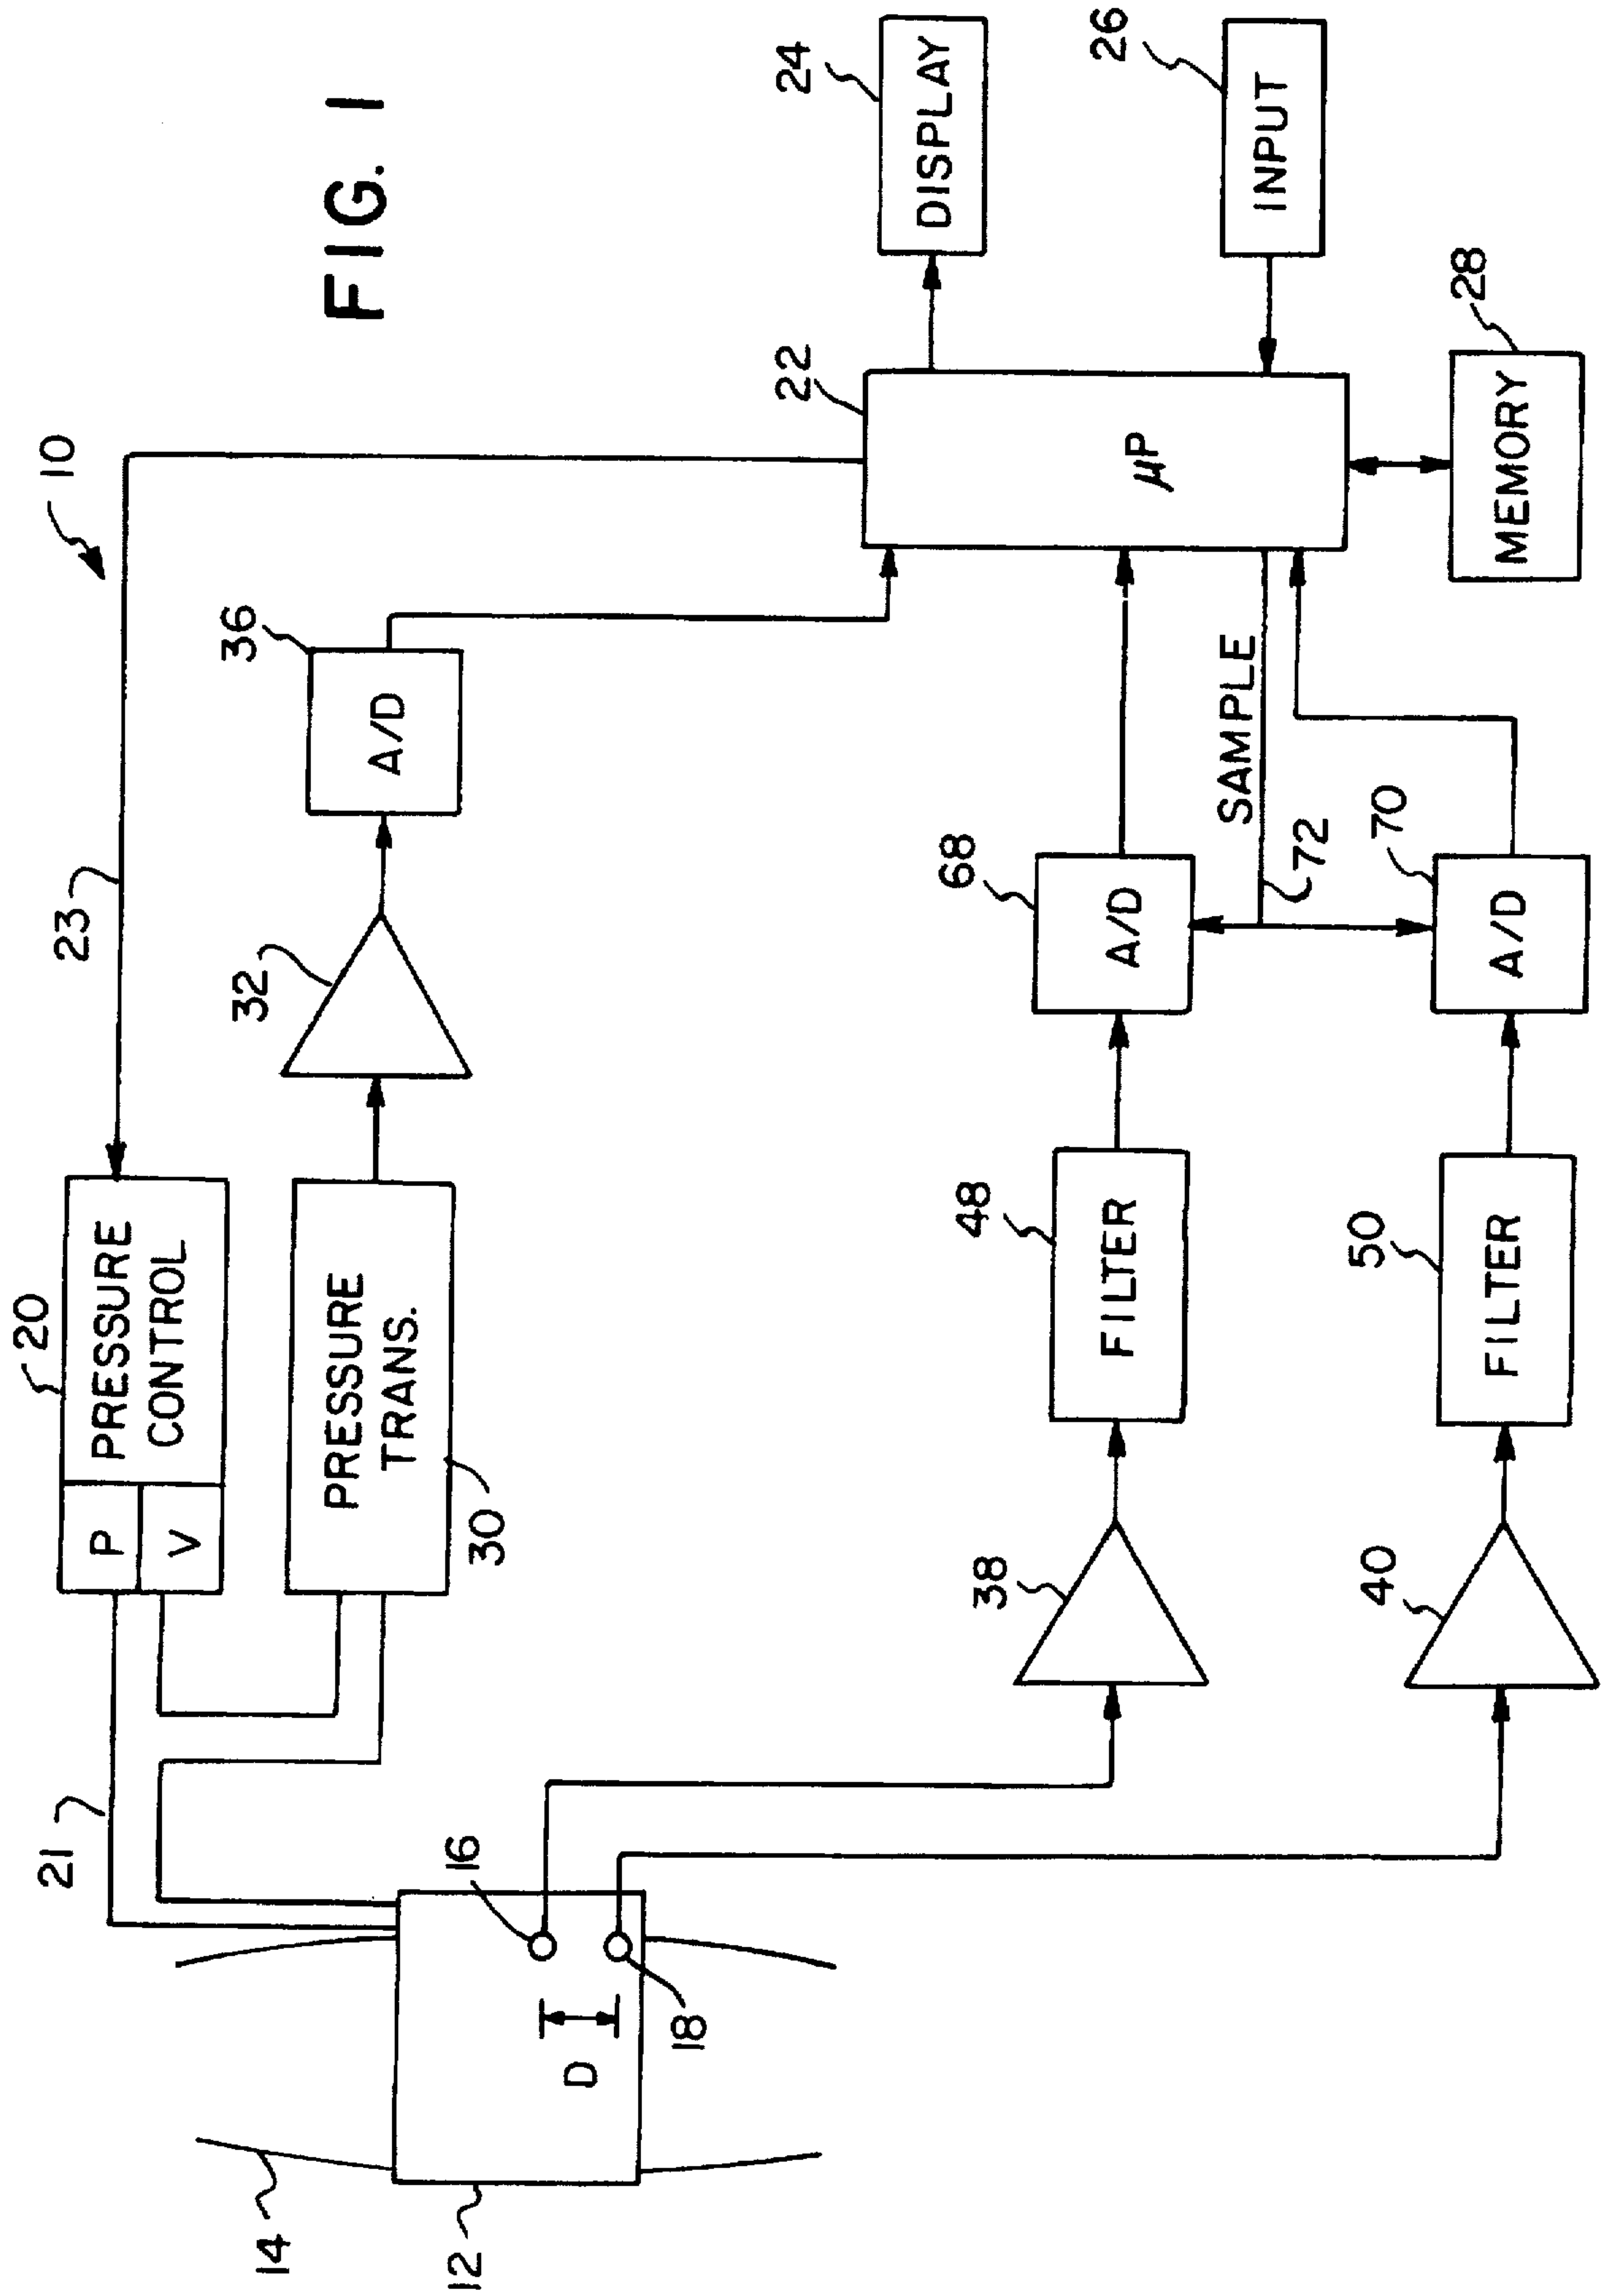 FIG. 1
10
20
PRESSURE
CONTROL
P
V
21
23
PRESSURE
TRANS.
30
32
A/D
36
22
μP
DISPLAY
24
INPUT
26
MEMORY
28
14
12
16
18
D
38
FILTER
48
A/D
68
SAMPLE
72
40
FILTER
50
A/D
70